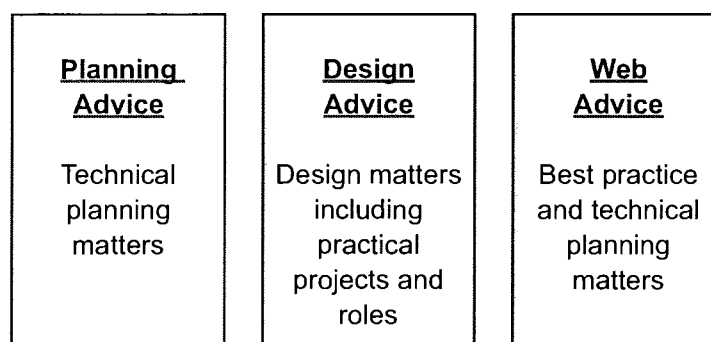 Planning
Advice
Technical
planning
matters
Design
Advice
Design matters
including
practical
projects and
roles
Web
Advice
Best practice
and technical
planning
matters